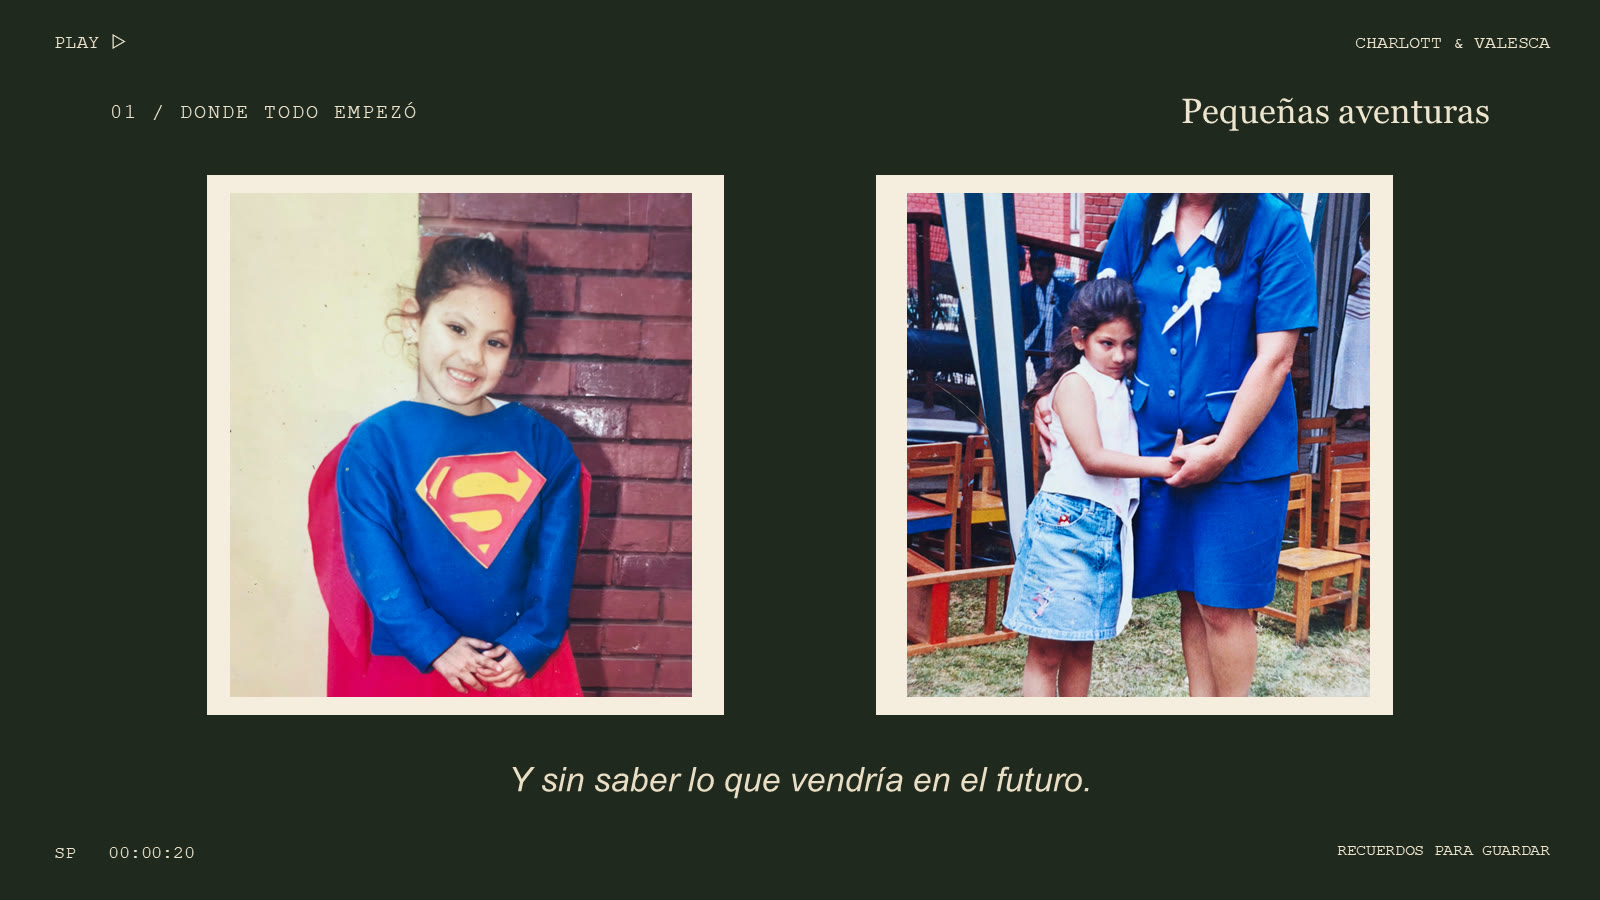 PLAY ▷
CHARLOTT & VALESCA
01 / DONDE TODO EMPEZÓ
Pequeñas aventuras
S
Y sin saber lo que vendría en el futuro.
SP 00:00:20
RECUERDOS PARA GUARDAR